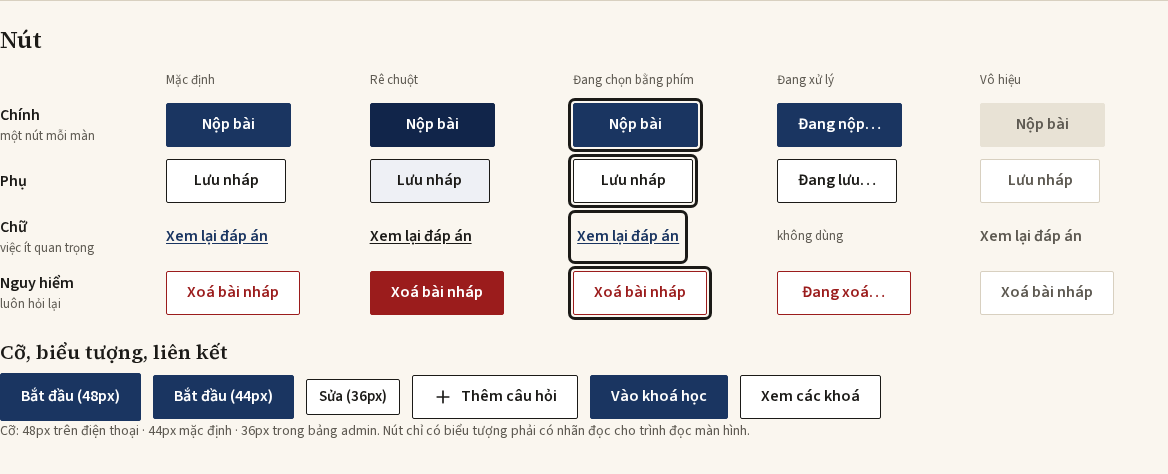 Nút
Mặc định Rê chuột Đang chọn bằng phím Đang xử lý Vô hiệu
Chính
một nút mỗi màn
Nộp bài Nộp bài Nộp bài Đang nộp... Nộp bài
Phụ
Lưu nháp Lưu nháp Lưu nháp Đang lưu... Lưu nháp
Chữ
việc ít quan trọng
Xem lại đáp án Xem lại đáp án Xem lại đáp án không dùng Xem lại đáp án
Nguy hiểm
luôn hỏi lại
Xoá bài nháp Xoá bài nháp Xoá bài nháp Đang xoá... Xoá bài nháp
Cỡ, biểu tượng, liên kết
Bắt đầu (48px) Bắt đầu (44px) Sửa (36px) + Thêm câu hỏi Vào khoá học Xem các khoá
Cỡ: 48px trên điện thoại · 44px mặc định · 36px trong bảng admin. Nút chỉ có biểu tượng phải có nhãn đọc cho trình đọc màn hình.